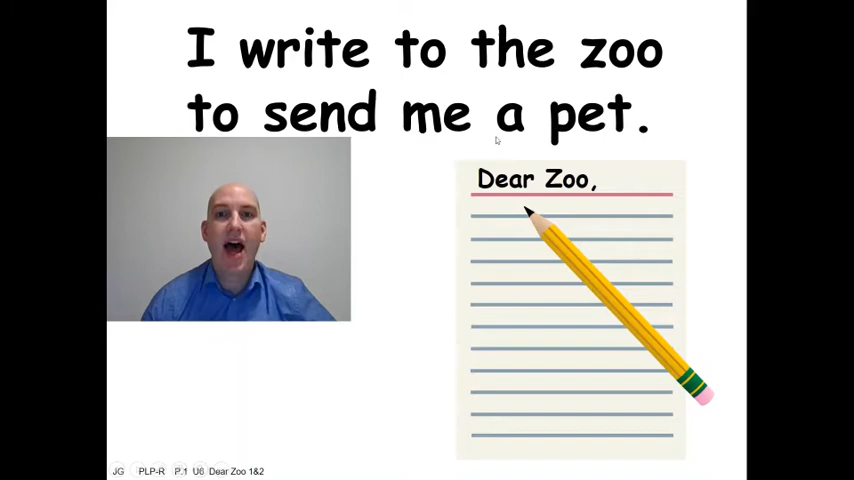 I write to the zoo
to send me a pet.
Dear Zoo,
JG PLP-R P.1 U6 Dear Zoo 1&2